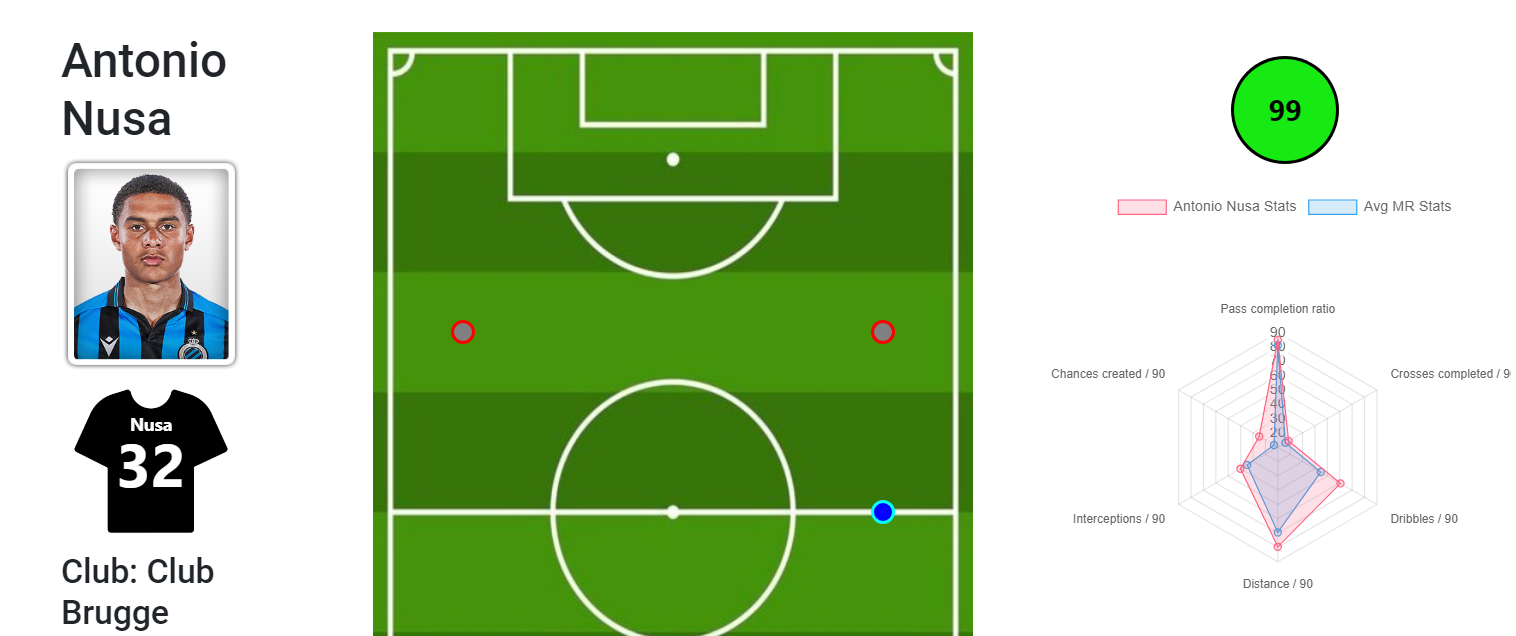 Antonio
Nusa
Nusa
32
Club: Club
Brugge
99
Antonio Nusa Stats
Avg MR Stats
Pass completion ratio
90
80
70
60
50
40
30
20
Chances created / 90
Crosses completed / 9
Interceptions / 90
Dribbles / 90
Distance / 90